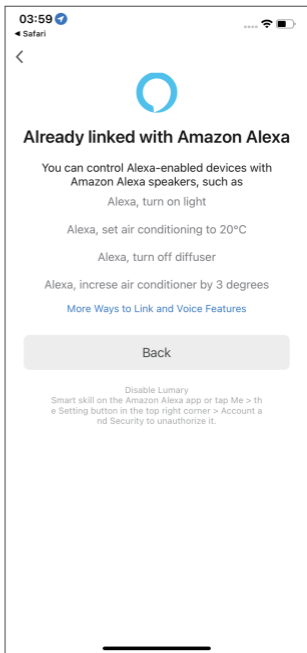 03:59
◀ Safari
Already linked with Amazon Alexa
You can control Alexa-enabled devices with
Amazon Alexa speakers, such as
Alexa, turn on light
Alexa, set air conditioning to 20°C
Alexa, turn off diffuser
Alexa, increse air conditioner by 3 degrees
More Ways to Link and Voice Features
Back
Disable Lumary
Smart skill on the Amazon Alexa app or tap Me > th
e Setting button in the top right corner > Account a
nd Security to unauthorize it.